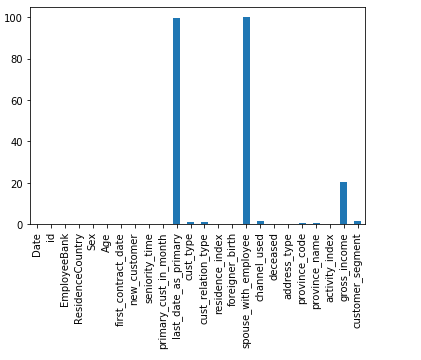 100
80
60
40
20
0
Date
id
EmployeeBank
ResidenceCountry
Sex
Age
first_contract_date
new_customer
seniority_time
primary_cust_in_month
last_date_as_primary
cust_type
cust_relation_type
residence_index
foreigner_birth
spouse_with_employee
channel_used
deceased
address_type
province_code
province_name
activity_index
gross_income
customer_segment